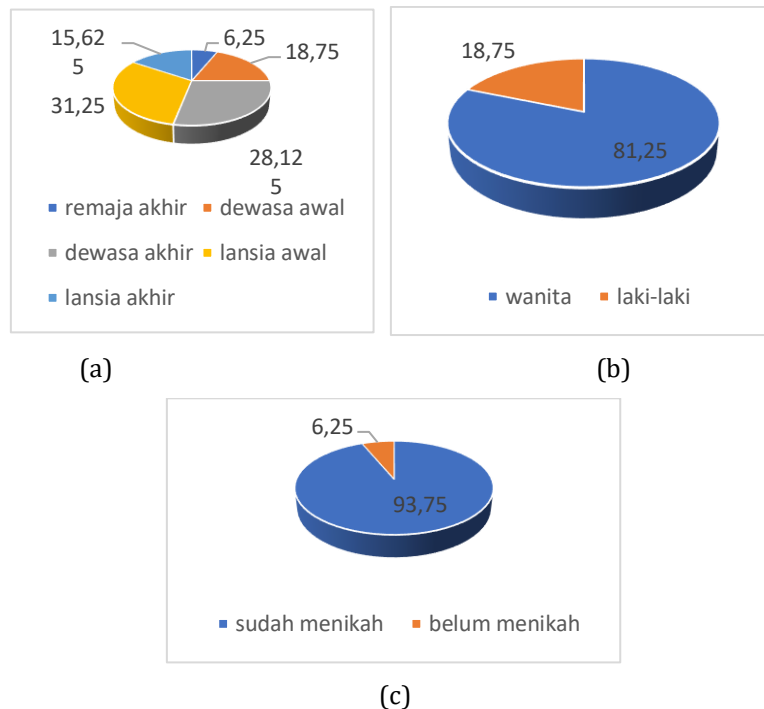 15,62
5
6,25
18,75
31,25
28,12
5
remaja akhir
dewasa awal
dewasa akhir
lansia awal
lansia akhir
18,75
81,25
wanita
laki-laki
(a)
(b)
6,25
93,75
sudah menikah
belum menikah
(c)